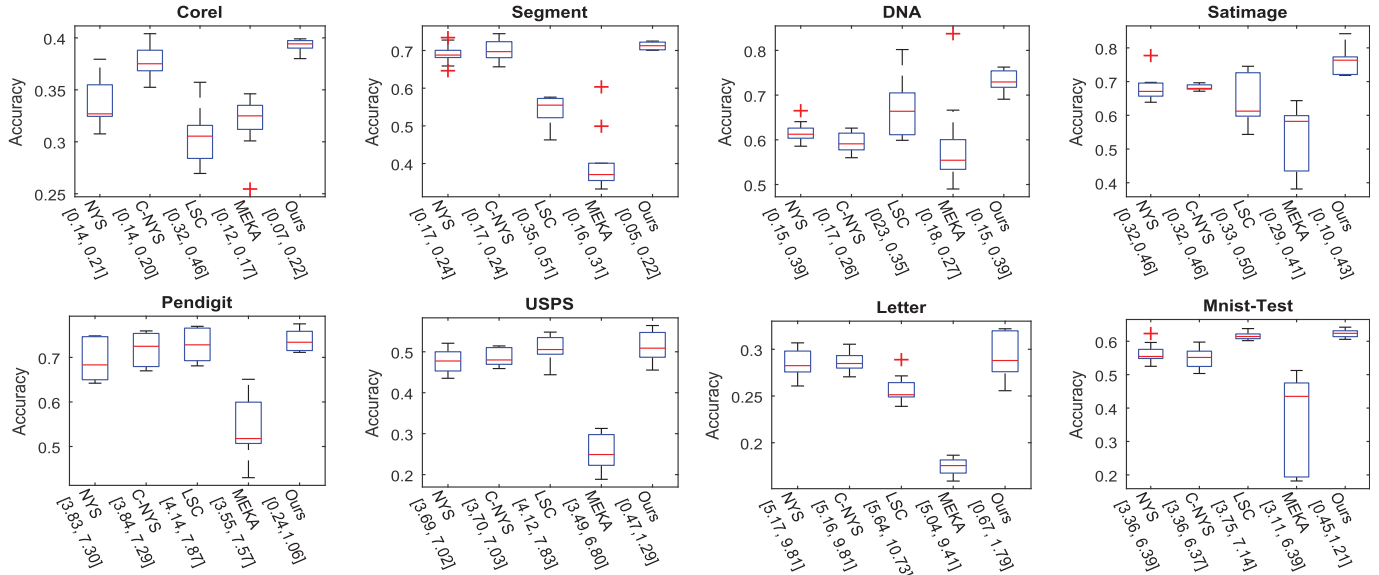 Corel
Accuracy
0.4
0.35
0.3
0.25
NYS
[0.14, 0.21]
C-NYS
[0.14, 0.20]
LSC
[0.32, 0.46]
MEKA
[0.12, 0.17]
Ours
[0.07, 0.22]
Segment
Accuracy
0.7
0.6
0.5
0.4
NYS
[0.17, 0.24]
C-NYS
[0.17, 0.24]
LSC
[0.35, 0.51]
MEKA
[0.16, 0.31]
Ours
[0.05, 0.22]
DNA
Accuracy
0.8
0.7
0.6
0.5
NYS
[0.15, 0.39]
C-NYS
[0.17, 0.26]
LSC
[023, 0.35]
MEKA
[0.18, 0.27]
Ours
[0.15, 0.39]
Satimage
Accuracy
0.8
0.7
0.6
0.5
0.4
NYS
[0.32,0.46]
C-NYS
[0.32, 0.46]
LSC
[0.33, 0.50]
MEKA
[0.29, 0.41]
Ours
[0.10, 0.43]
Pendigit
Accuracy
0.7
0.6
0.5
NYS
[3.83, 7.30]
C-NYS
[3.84, 7.29]
LSC
[4.14, 7.87]
MEKA
[3.55, 7.57]
Ours
[0.24,1.06]
USPS
Accuracy
0.5
0.4
0.3
0.2
NYS
[3.69, 7.02]
C-NYS
[3.70, 7.03]
LSC
[4.12, 7.83]
MEKA
[3.49, 6.80]
Ours
[0.47,1.29]
Letter
Accuracy
0.3
0.25
0.2
NYS
[5.17, 9.81]
C-NYS
[5.16, 9.81]
LSC
[5.64, 10.73]
MEKA
[5.04, 9.41]
Ours
[0.67, 1.79]
Mnist-Test
Accuracy
0.6
0.5
0.4
0.3
0.2
NYS
[3.36, 6.39]
C-NYS
[3.36, 6.37]
LSC
[3.75, 7.14]
MEKA
[3.11, 6.39]
Ours
[0.45,1.21]